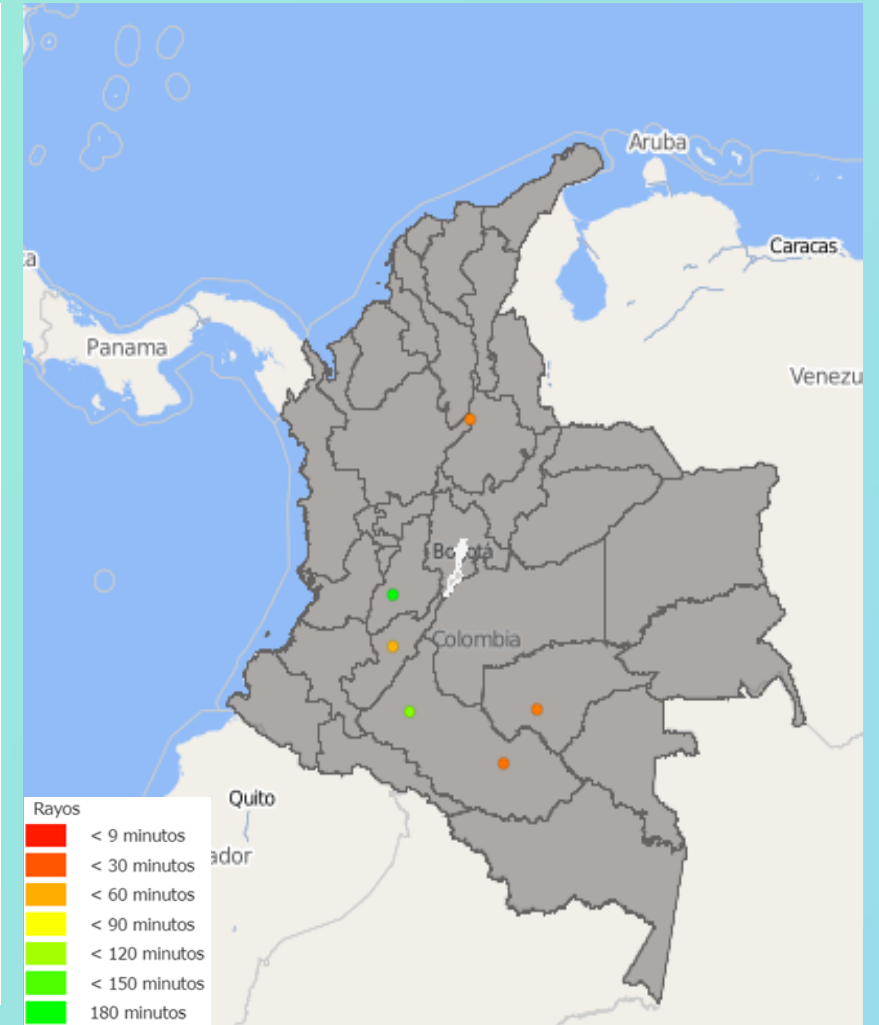 Aruba
Caracas
ta
Panama
Venezu
Bogotá
Colombia
Quito
ador
Rayos
< 9 minutos
< 30 minutos
< 60 minutos
< 90 minutos
< 120 minutos
< 150 minutos
180 minutos